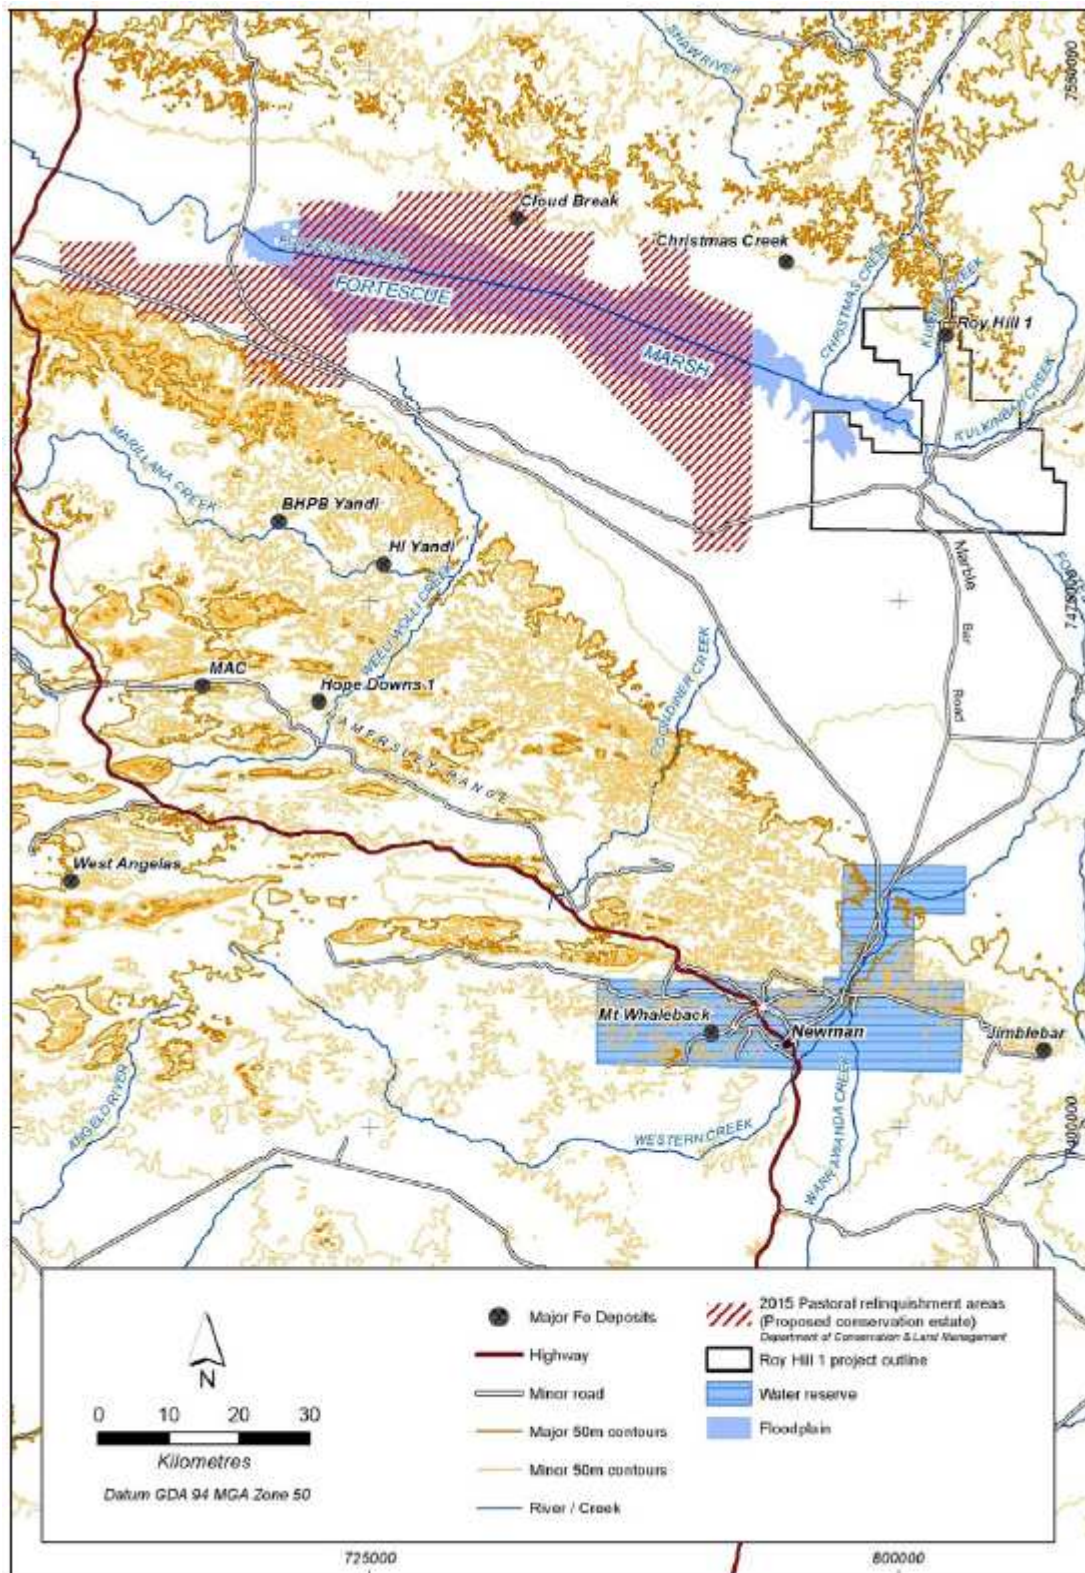 SHAW RIVER
7550000
Cloud Break
Christmas Creek
FORTESCUE
CHRISTMAS CREEK
Roy Hill 1
MARSH
KULKINBAH CREEK
MARILLANA CREEK
BHPB Yandi
HI Yandi
WEELI WOLLI CREEK
Marble
Bar
Road
7475000
MAC
Hope Downs 1
HAMERSLEY RANGE
COONDINER CREEK
West Angelas
Mt Whaleback
Newman
Jimblebar
ANGELO RIVER
WESTERN CREEK
WARRAWANDA CREEK
7400000
N
0 10 20 30
Kilometres
Datum GDA 94 MGA Zone 50
Major Fe Deposits
Highway
Minor road
Major 50m contours
Minor 50m contours
River / Creek
2015 Pastoral relinquishment areas
(Proposed conservation estate)
Department of Conservation & Land Management
Roy Hill 1 project outline
Water reserve
Floodplain
725000
800000